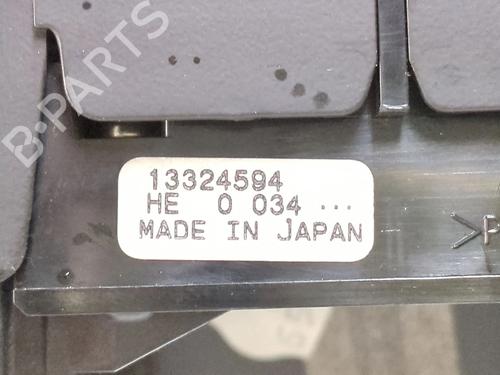 B-PARTS
13324594
HE 0 034 ...
MADE IN JAPAN
>P